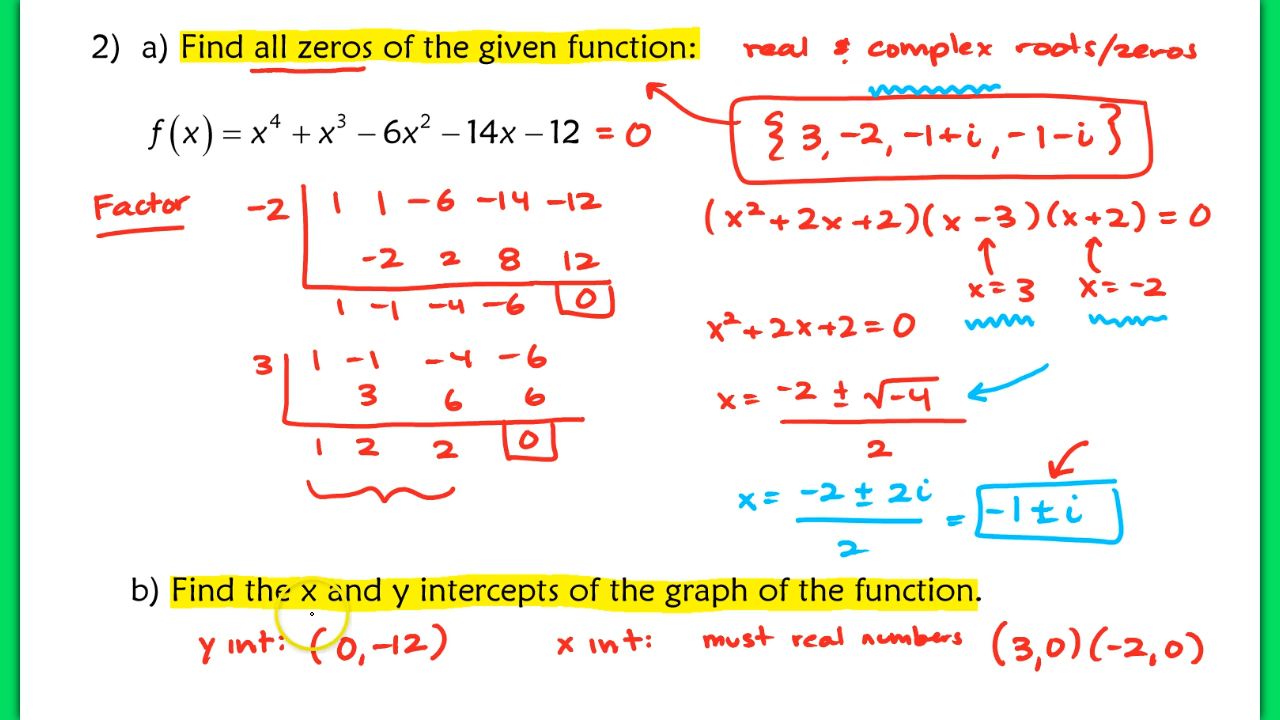 2) a) Find all zeros of the given function: real & complex roots/zeros
f(x) = x⁴ + x³ − 6x² − 14x − 12 = 0
{3, -2, -1+i, -1-i}
Factor
-2 | 1 1 -6 -14 -12
-2 2 8 12
1 -1 -4 -6 0
3 | 1 -1 -4 -6
3 6 6
1 2 2 0
(x² + 2x + 2)(x - 3)(x + 2) = 0
x = 3 x = -2
x² + 2x + 2 = 0
x = (-2 ± √-4) / 2
x = (-2 ± 2i) / 2 = -1 ± i
b) Find the x and y intercepts of the graph of the function.
y int: (0, -12) x int: must real numbers (3,0)(-2,0)